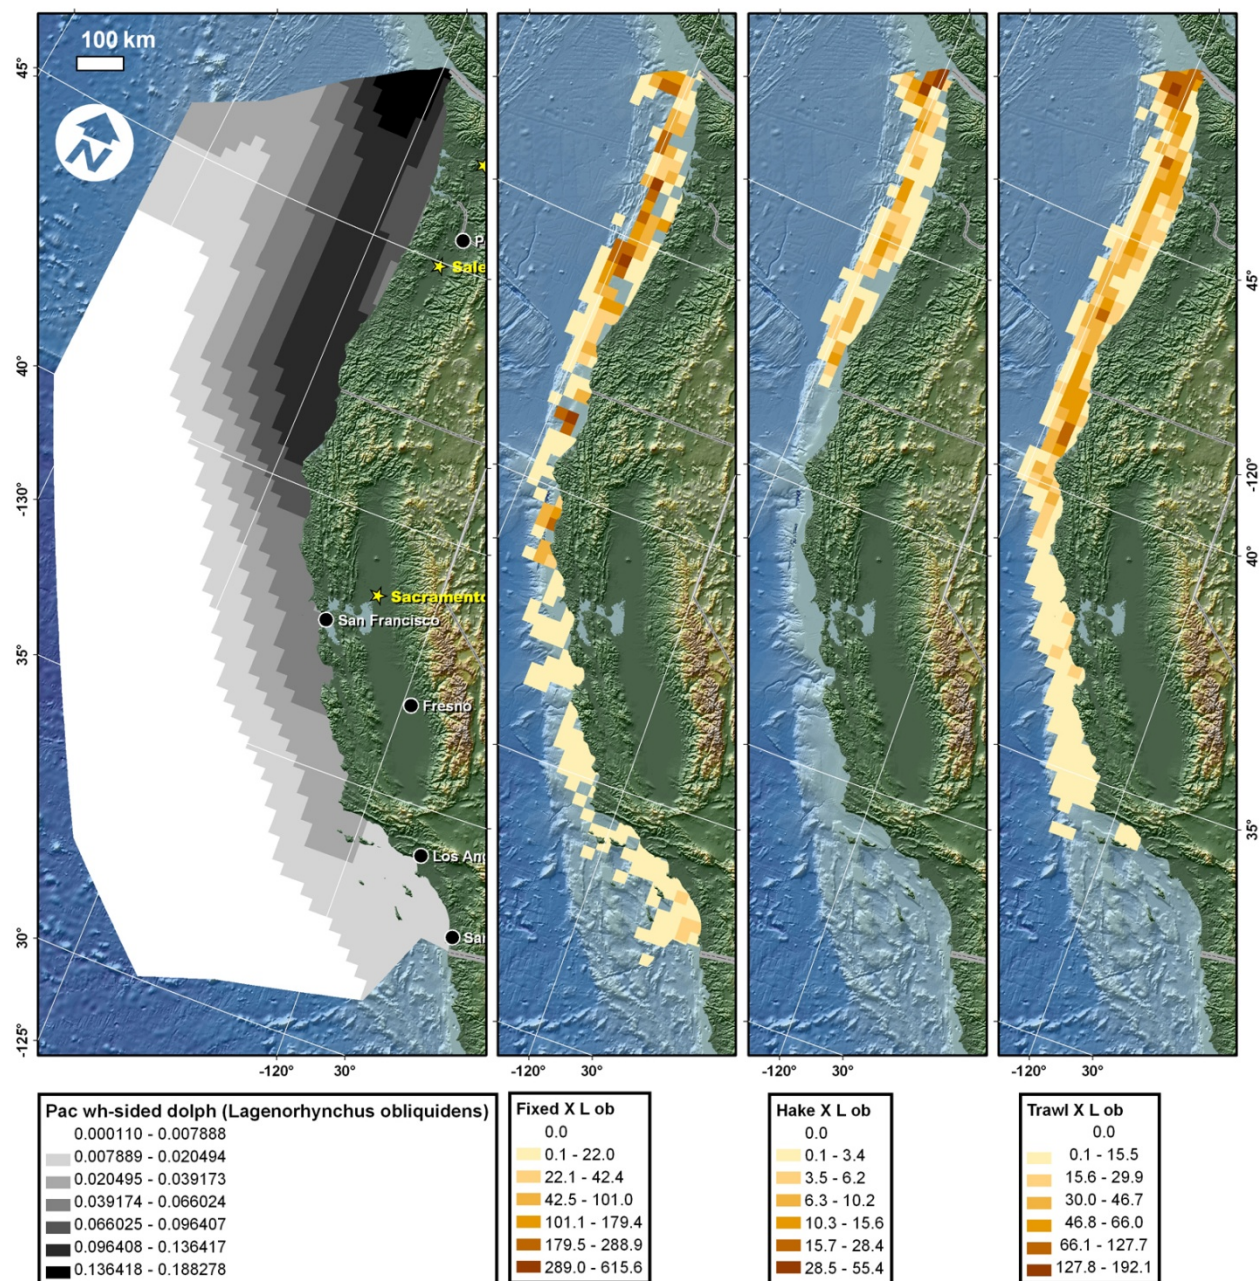 100 km
N
45°
40°
-130°
35°
30°
-125°
P
Sale
Sacramento
San Francisco
Fresno
Los An
Sa
45°
-120°
40°
35°
-120° 30°
-120° 30°
30°
30°
Pac wh-sided dolph (Lagenorhynchus obliquidens)
0.000110 - 0.007888
0.007889 - 0.020494
0.020495 - 0.039173
0.039174 - 0.066024
0.066025 - 0.096407
0.096408 - 0.136417
0.136418 - 0.188278
Fixed X L ob
0.0
0.1 - 22.0
22.1 - 42.4
42.5 - 101.0
101.1 - 179.4
179.5 - 288.9
289.0 - 615.6
Hake X L ob
0.0
0.1 - 3.4
3.5 - 6.2
6.3 - 10.2
10.3 - 15.6
15.7 - 28.4
28.5 - 55.4
Trawl X L ob
0.0
0.1 - 15.5
15.6 - 29.9
30.0 - 46.7
46.8 - 66.0
66.1 - 127.7
127.8 - 192.1